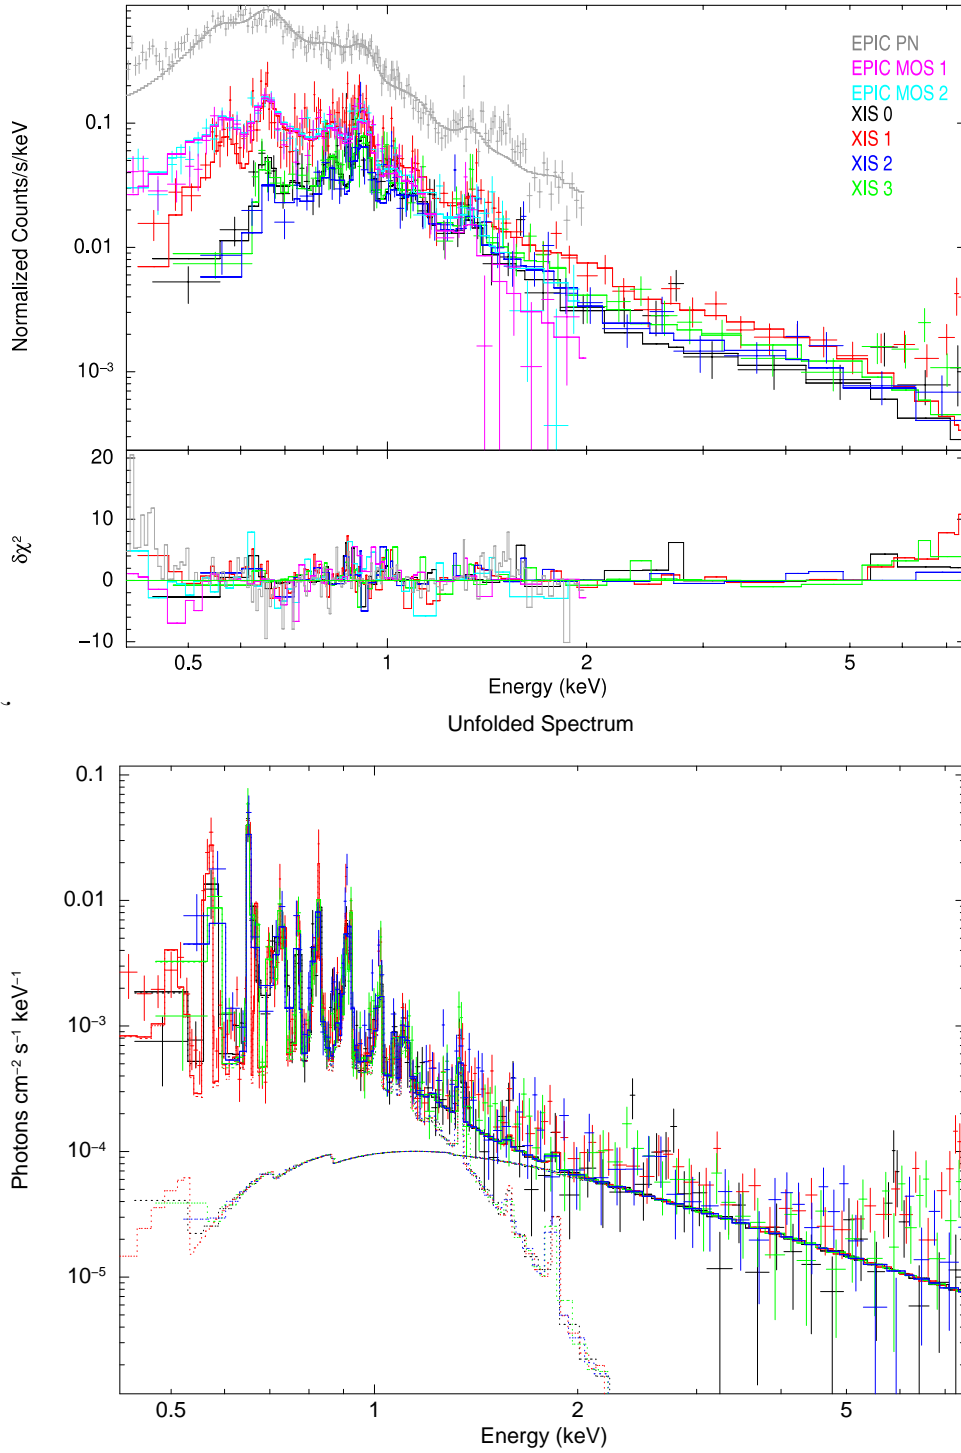 EPIC PN
EPIC MOS 1
EPIC MOS 2
XIS 0
XIS 1
XIS 2
XIS 3
Normalized Counts/s/keV
0.1
0.01
10⁻³
δχ²
20
10
0
−10
0.5 1 2 5
Energy (keV)
Unfolded Spectrum
Photons cm⁻² s⁻¹ keV⁻¹
0.1
0.01
10⁻³
10⁻⁴
10⁻⁵
0.5 1 2 5
Energy (keV)